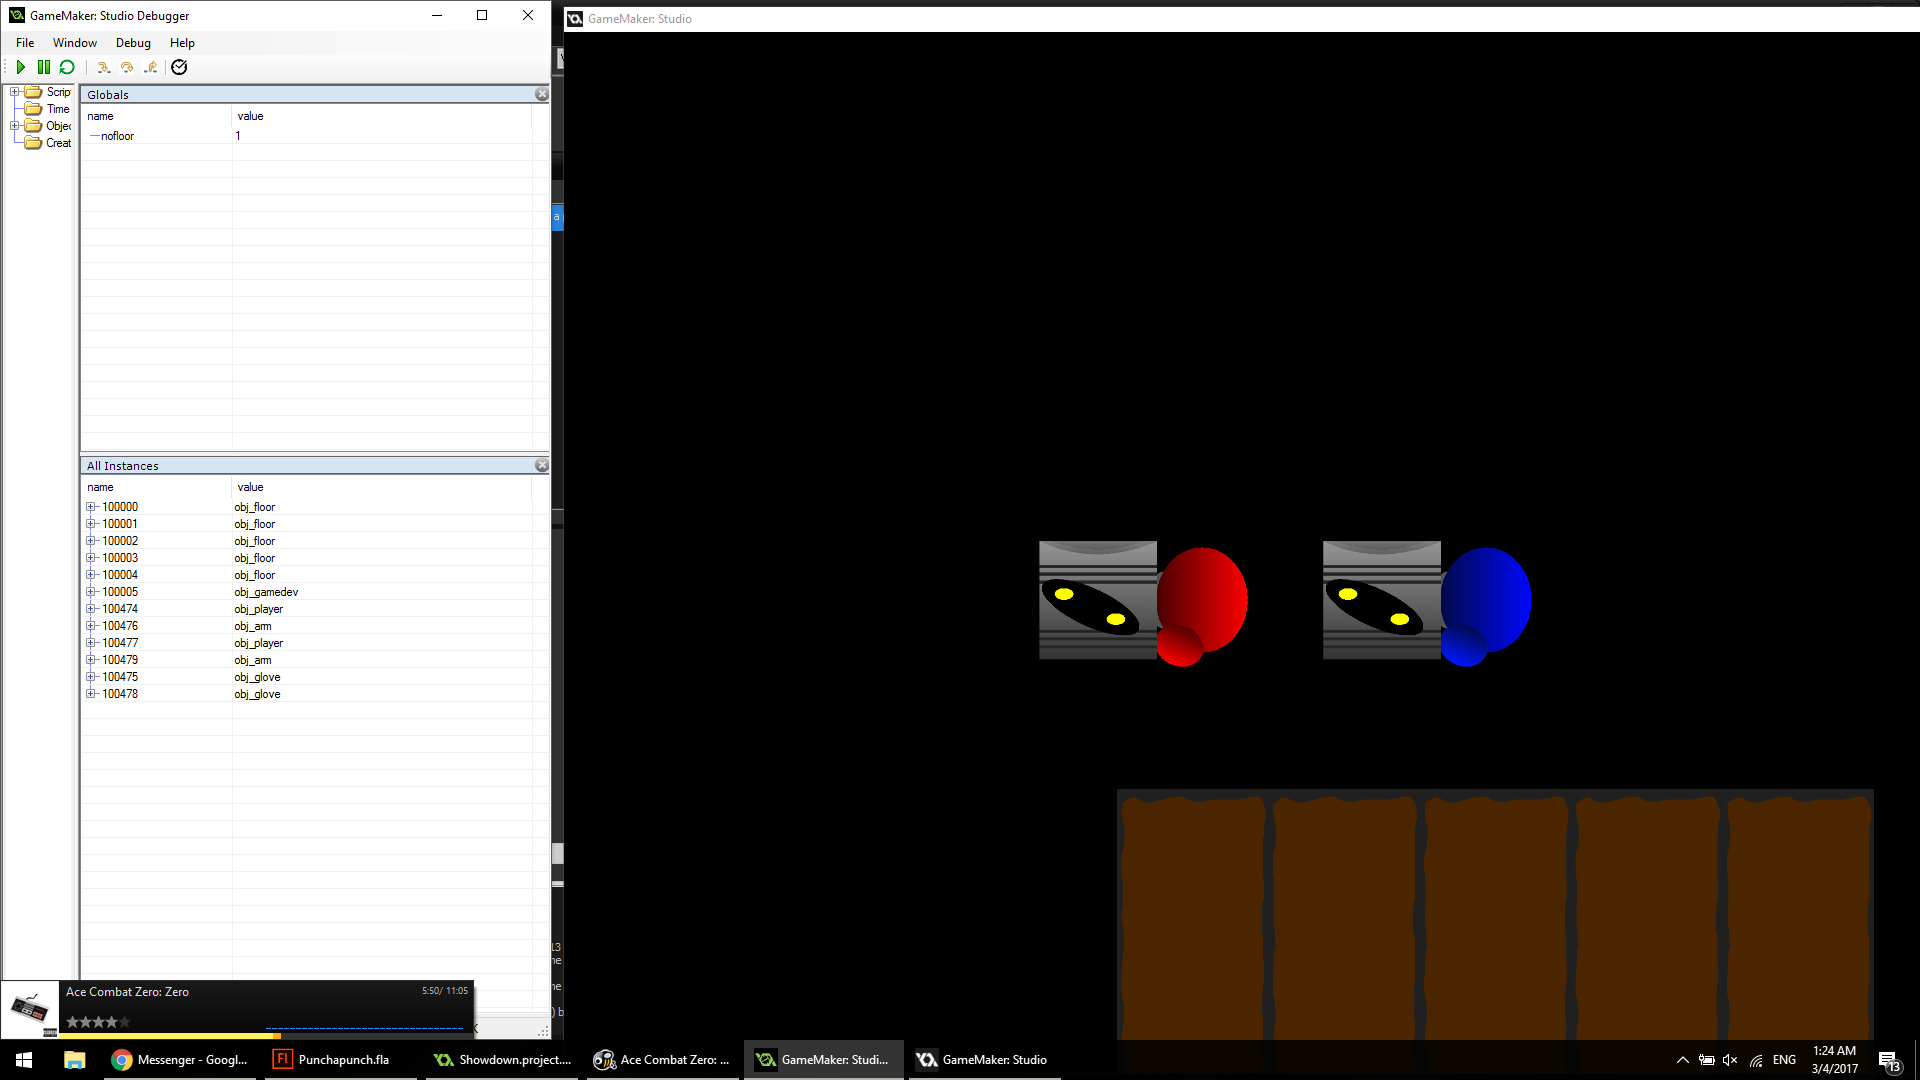 GameMaker: Studio Debugger
GameMaker: Studio
File Window Debug Help
Scrip
Time
Objec
Creat
Globals
name value
nofloor 1
All Instances
name value
100000 obj_floor
100001 obj_floor
100002 obj_floor
100003 obj_floor
100004 obj_floor
100005 obj_gamedev
100474 obj_player
100476 obj_arm
100477 obj_player
100479 obj_arm
100475 obj_glove
100478 obj_glove
Ace Combat Zero: Zero 5:50/ 11:05
Messenger - Googl...
Punchapunch.fla
Showdown.project....
Ace Combat Zero: ...
GameMaker: Studi...
GameMaker: Studio
ENG
1:24 AM
3/4/2017
13